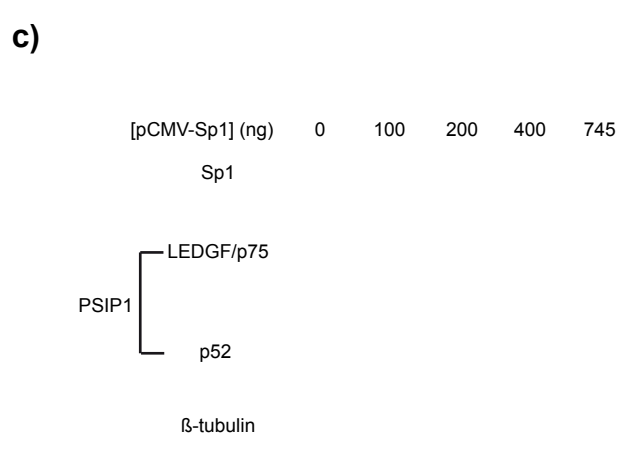 c)
[pCMV-Sp1] (ng) 0 100 200 400 745
Sp1
LEDGF/p75
PSIP1
p52
ß-tubulin